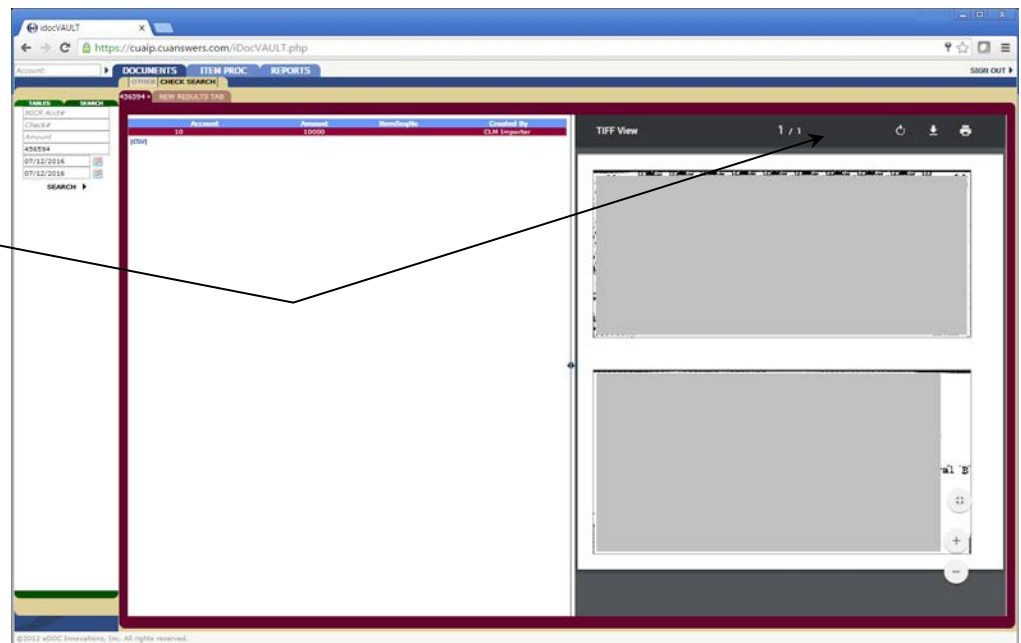 idocVAULT
https://cuaip.cuanswers.com/iDocVAULT.php
Account:
DOCUMENTS ITEM PROC REPORTS
SIGN OUT
OTHER CHECK SEARCH
456594 NEW RESULTS TAB
TABLES SEARCH
MICR Acct#
Check#
Amount
456594
07/12/2016
07/12/2016
SEARCH
Account Amount ItemSeqNo Created By
10 10000 CLM Importer
[CSV]
TIFF View 1 / 1
al 'B'
©2012 eDOC Innovations, Inc. All rights reserved.